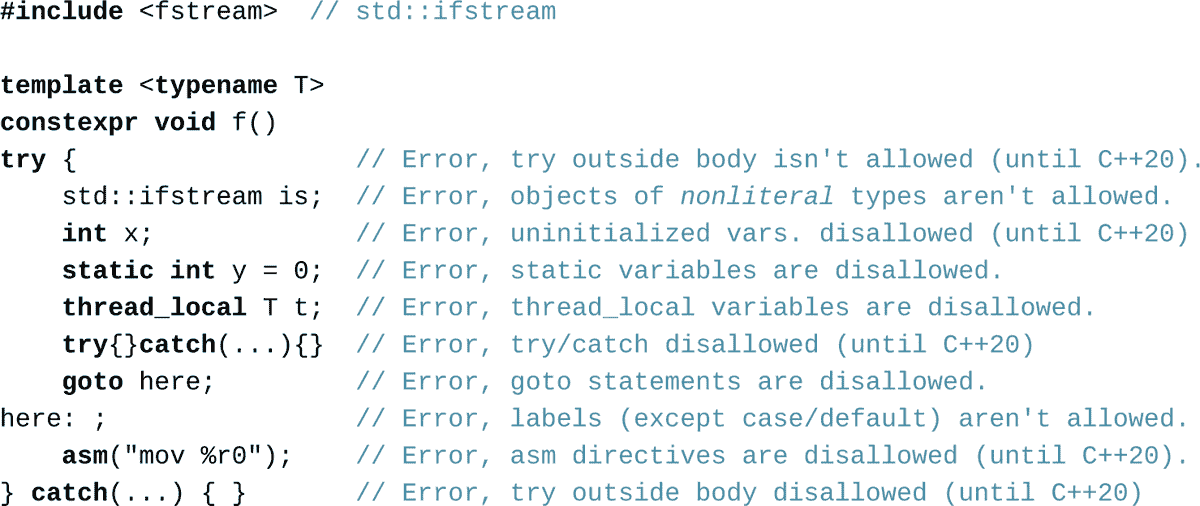 #include <fstream>  // std::ifstream

template <typename T>
constexpr void f()
try {                  // Error, try outside body isn't allowed (until C++20).
    std::ifstream is;  // Error, objects of nonliteral types aren't allowed.
    int x;             // Error, uninitialized vars. disallowed (until C++20)
    static int y = 0;  // Error, static variables are disallowed.
    thread_local T t;  // Error, thread_local variables are disallowed.
    try{}catch(...){}  // Error, try/catch disallowed (until C++20)
    goto here;         // Error, goto statements are disallowed.
here: ;                // Error, labels (except case/default) aren't allowed.
    asm("mov %r0");    // Error, asm directives are disallowed (until C++20).
} catch(...) { }       // Error, try outside body disallowed (until C++20)